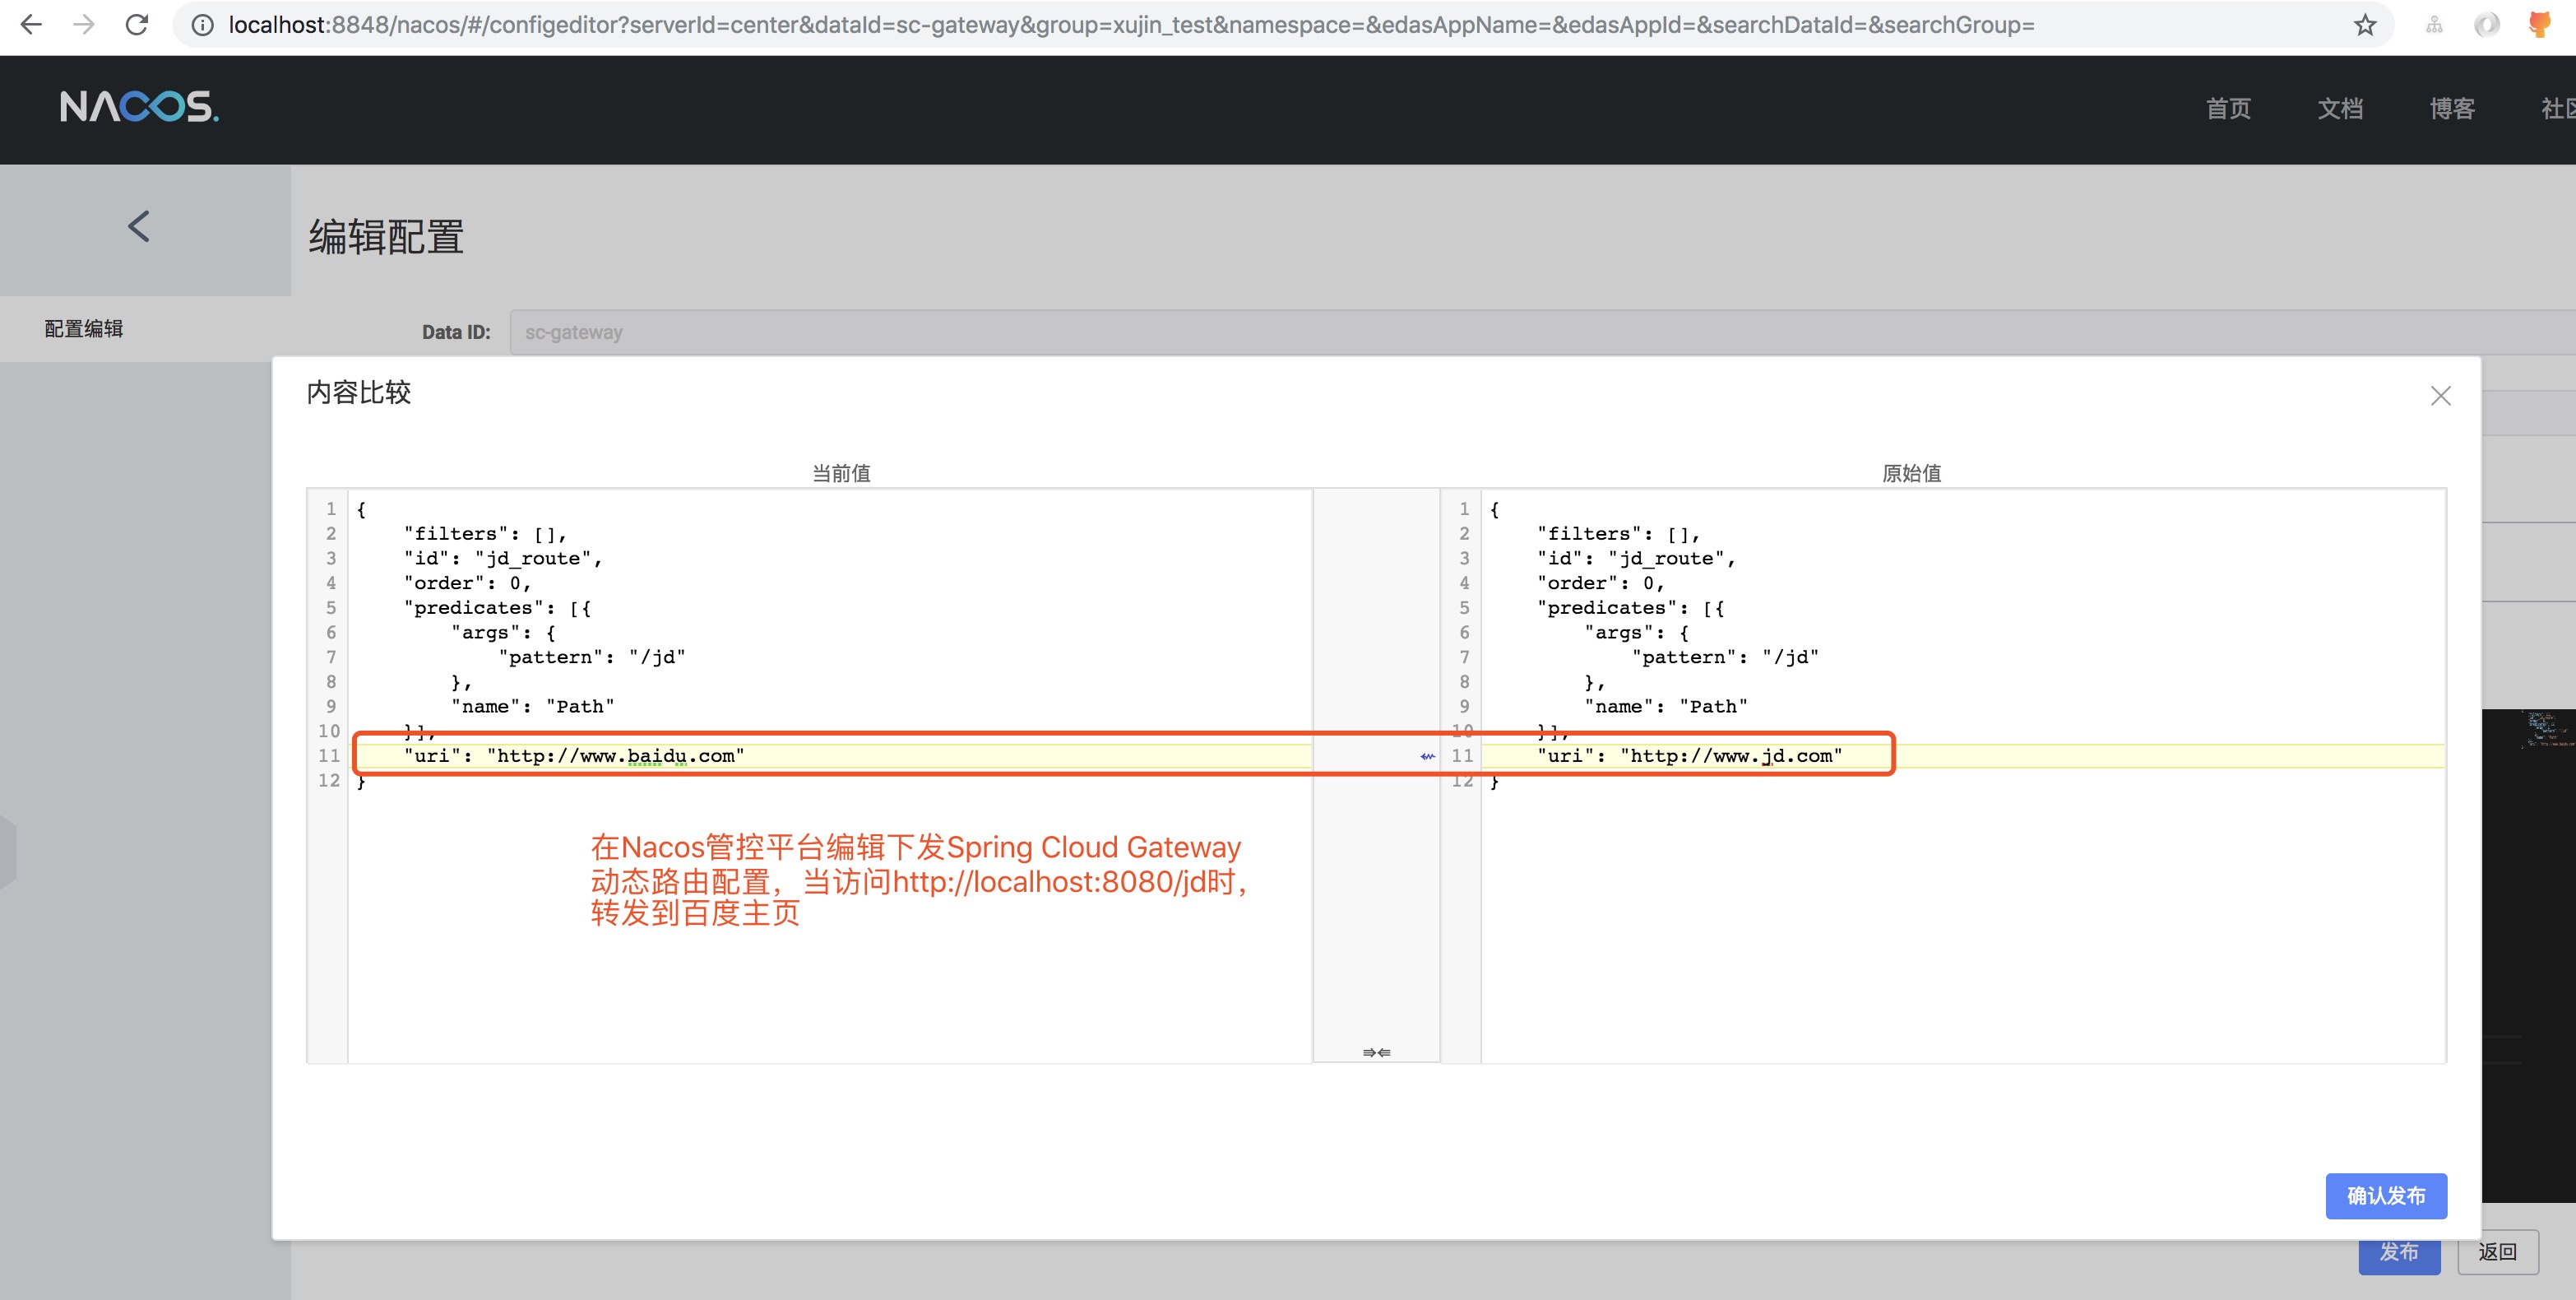 localhost:8848/nacos/#/configeditor?serverId=center&dataId=sc-gateway&group=xujin_test&namespace=&edasAppName=&edasAppId=&searchDataId=&searchGroup=
NACOS.
首页 文档 博客 社区
编辑配置
配置编辑
Data ID: sc-gateway
内容比较
当前值
1 {
2 "filters": [],
3 "id": "jd_route",
4 "order": 0,
5 "predicates": [{
6 "args": {
7 "pattern": "/jd"
8 },
9 "name": "Path"
10 }],
11 "uri": "http://www.baidu.com"
12 }
原始值
1 {
2 "filters": [],
3 "id": "jd_route",
4 "order": 0,
5 "predicates": [{
6 "args": {
7 "pattern": "/jd"
8 },
9 "name": "Path"
10 }],
11 "uri": "http://www.jd.com"
12 }
在Nacos管控平台编辑下发Spring Cloud Gateway
动态路由配置，当访问http://localhost:8080/jd时，
转发到百度主页
确认发布
发布 返回